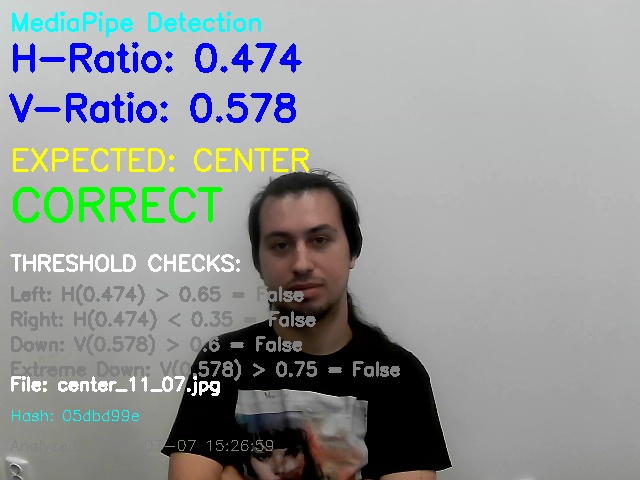 MediaPipe Detection
H-Ratio: 0.474
V-Ratio: 0.578
EXPECTED: CENTER
CORRECT
THRESHOLD CHECKS:
Left: H(0.474) > 0.65 = False
Right: H(0.474) < 0.35 = False
Down: V(0.578) > 0.6 = False
Extreme Down: V(0.578) > 0.75 = False
File: center_11_07.jpg
Hash: 05dbd99e
-07 15:26:59